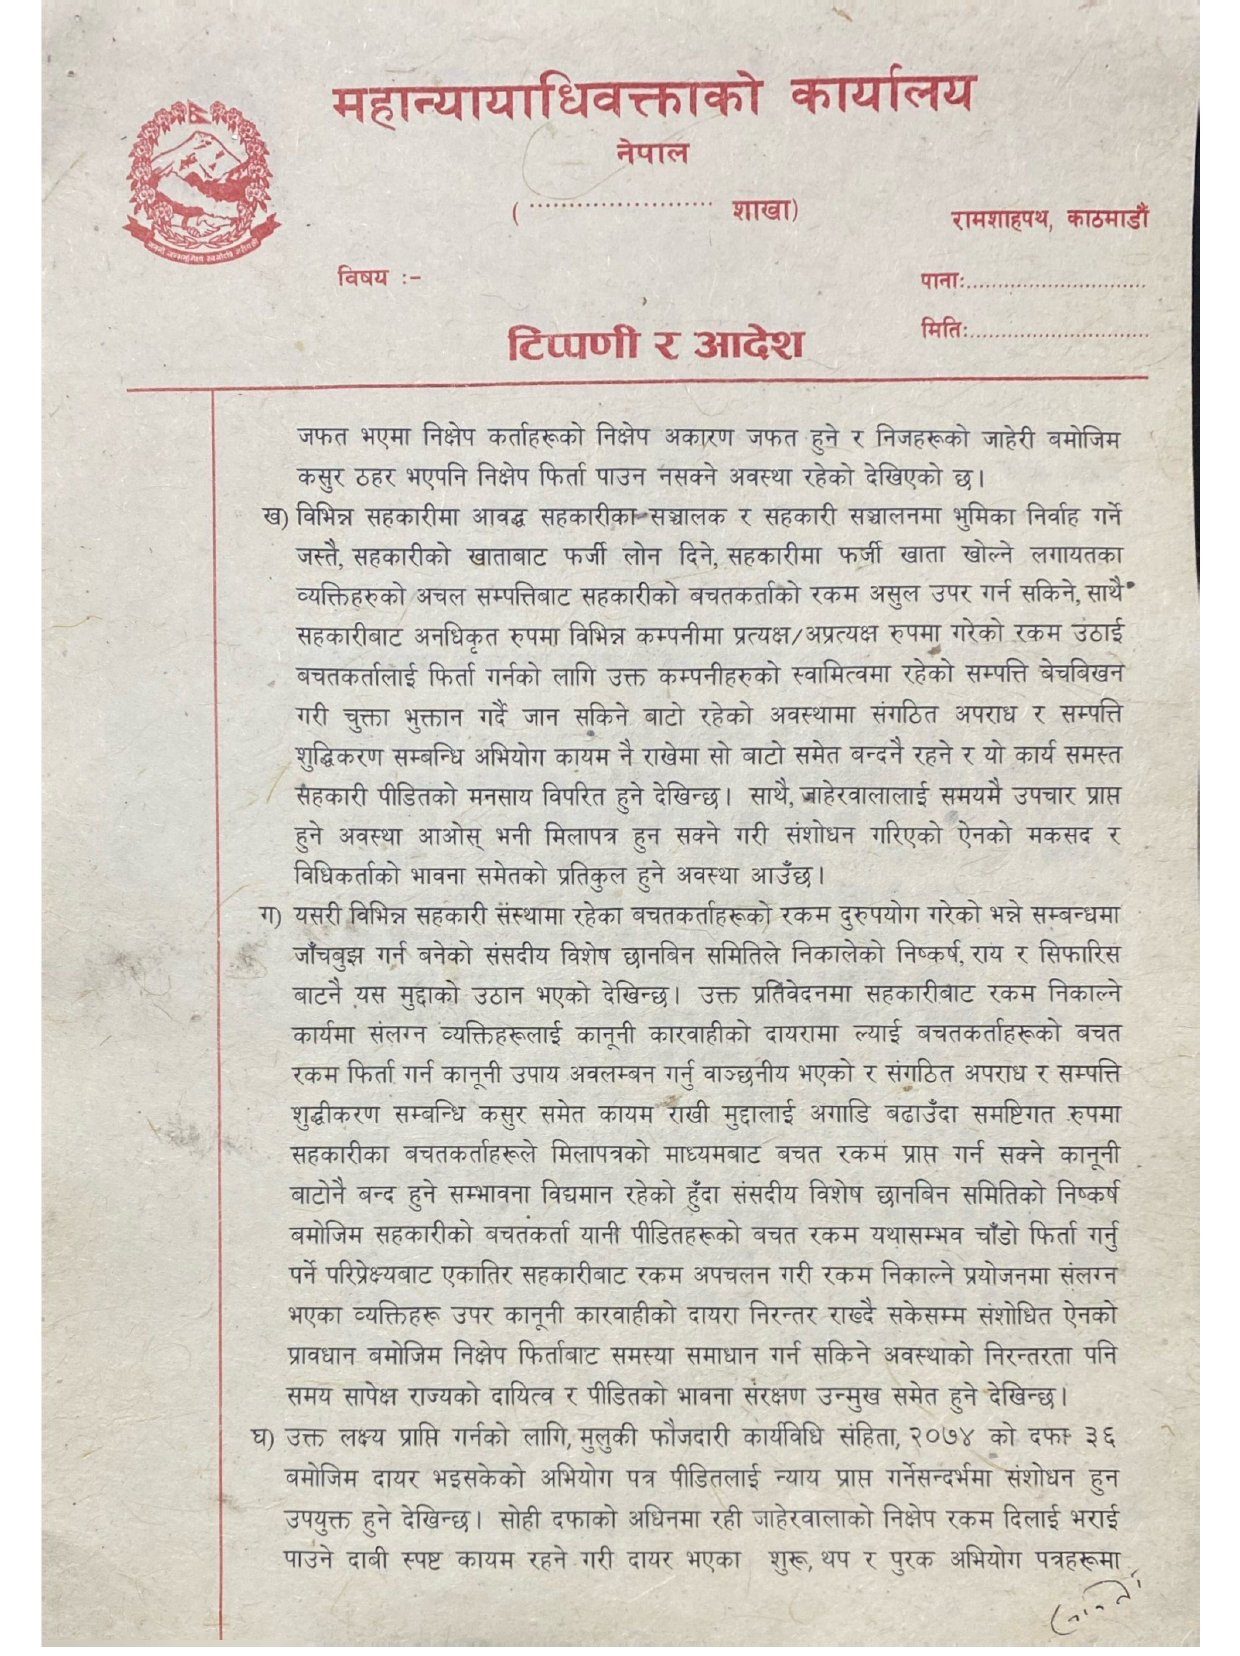 महान्यायाधिवक्ताको कार्यालय
नेपाल
(........................ शाखा)
रामशाहपथ, काठमाडौं
विषय :-
पानाः..............................
मितिः..............................
टिप्पणी र आदेश
जफत भएमा निक्षेप कर्ताहरूको निक्षेप अकारण जफत हुने र निजहरूको जाहेरी बमोजिम
कसुर ठहर भएपनि निक्षेप फिर्ता पाउन नसक्ने अवस्था रहेको देखिएको छ।
ख) विभिन्न सहकारीमा आवद्ध सहकारीका सञ्चालक र सहकारी सञ्चालनमा भुमिका निर्वाह गर्ने
जस्तै, सहकारीको खाताबाट फर्जी लोन दिने, सहकारीमा फर्जी खाता खोल्ने लगायतका
व्यक्तिहरुको अचल सम्पत्तिबाट सहकारीको बचतकर्ताको रकम असुल उपर गर्न सकिने, साथै
सहकारीबाट अनधिकृत रुपमा विभिन्न कम्पनीमा प्रत्यक्ष/अप्रत्यक्ष रुपमा गरेको रकम उठाई
बचतकर्तालाई फिर्ता गर्नको लागि उक्त कम्पनीहरुको स्वामित्वमा रहेको सम्पत्ति बेचबिखन
गरी चुक्ता भुक्तान गर्दै जान सकिने बाटो रहेको अवस्थामा संगठित अपराध र सम्पत्ति
शुद्धिकरण सम्बन्धि अभियोग कायम नै राखेमा सो बाटो समेत बन्दनै रहने र यो कार्य समस्त
सहकारी पीडितको मनसाय विपरित हुने देखिन्छ। साथै, जाहेरवालालाई समयमै उपचार प्राप्त
हुने अवस्था आओस् भनी मिलापत्र हुन सक्ने गरी संशोधन गरिएको ऐनको मकसद र
विधिकर्ताको भावना समेतको प्रतिकुल हुने अवस्था आउँछ।
ग) यसरी विभिन्न सहकारी संस्थामा रहेका बचतकर्ताहरूको रकम दुरुपयोग गरेको भन्ने सम्बन्धमा
जाँचबुझ गर्न बनेको संसदीय विशेष छानबिन समितिले निकालेको निष्कर्ष, राय र सिफारिस
बाटनै यस मुद्दाको उठान भएको देखिन्छ। उक्त प्रतिवेदनमा सहकारीबाट रकम निकाल्ने
कार्यमा संलग्न व्यक्तिहरूलाई कानूनी कारवाहीको दायरामा ल्याई बचतकर्ताहरूको बचत
रकम फिर्ता गर्न कानूनी उपाय अवलम्बन गर्नु वाञ्छनीय भएको र संगठित अपराध र सम्पत्ति
शुद्धीकरण सम्बन्धि कसुर समेत कायम राखी मुद्दालाई अगाडि बढाउँदा समष्टिगत रुपमा
सहकारीका बचतकर्ताहरूले मिलापत्रको माध्यमबाट बचत रकम प्राप्त गर्न सक्ने कानूनी
बाटोनै बन्द हुने सम्भावना विद्यमान रहेको हुँदा संसदीय विशेष छानबिन समितिको निष्कर्ष
बमोजिम सहकारीको बचतकर्ता यानी पीडितहरूको बचत रकम यथासम्भव चाँडो फिर्ता गर्नु
पर्ने परिप्रेक्ष्यबाट एकातिर सहकारीबाट रकम अपचलन गरी रकम निकाल्ने प्रयोजनमा संलग्न
भएका व्यक्तिहरू उपर कानूनी कारवाहीको दायरा निरन्तर राख्दै सकेसम्म संशोधित ऐनको
प्रावधान बमोजिम निक्षेप फिर्ताबाट समस्या समाधान गर्न सकिने अवस्थाको निरन्तरता पनि
समय सापेक्ष राज्यको दायित्व र पीडितको भावना संरक्षण उन्मुख समेत हुने देखिन्छ।
घ) उक्त लक्ष्य प्राप्ति गर्नको लागि, मुलुकी फौजदारी कार्यविधि संहिता, २०७४ को दफा ३६
बमोजिम दायर भइसकेको अभियोग पत्र पीडितलाई न्याय प्राप्त गर्नेसन्दर्भमा संशोधन हुन
उपयुक्त हुने देखिन्छ। सोही दफाको अधिनमा रही जाहेरवालाको निक्षेप रकम दिलाई भराई
पाउने दाबी स्पष्ट कायम रहने गरी दायर भएका शुरू, थप र पुरक अभियोग पत्रहरूमा